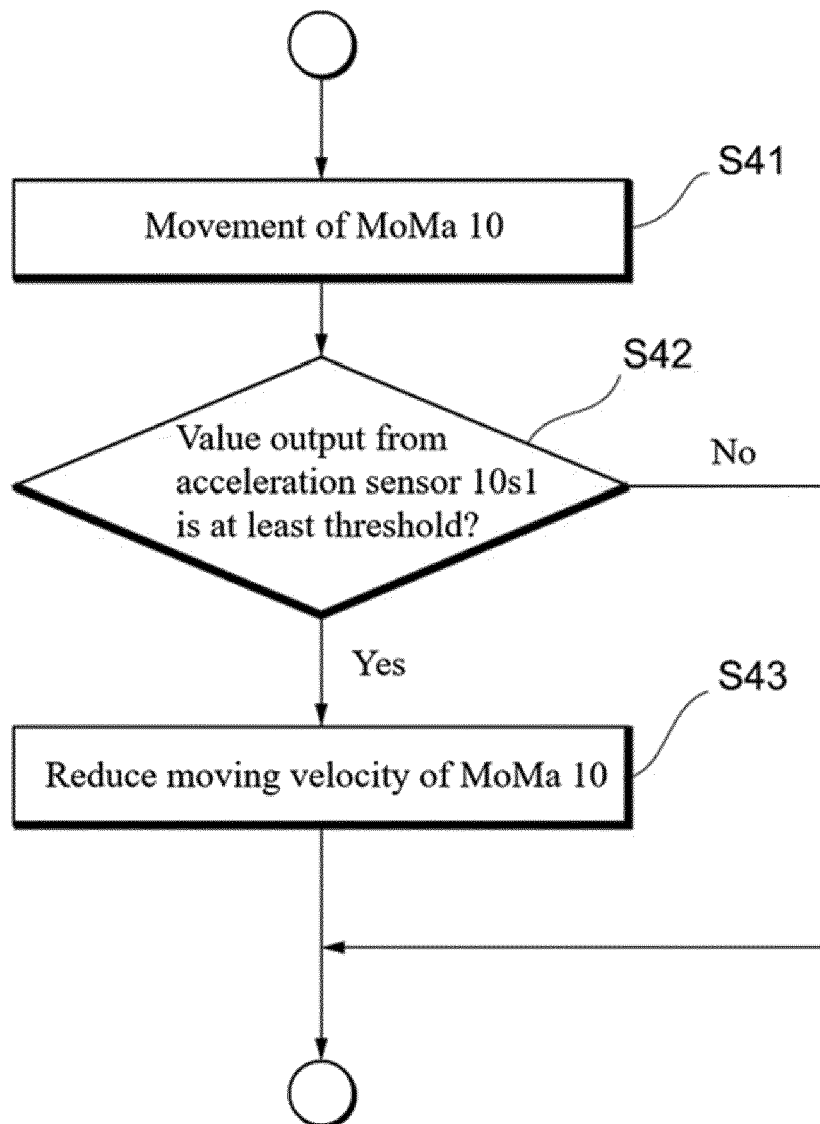 S41
Movement of MoMa 10
S42
Value output from
acceleration sensor 10s1
is at least threshold?
No
Yes
S43
Reduce moving velocity of MoMa 10